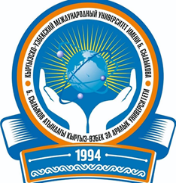 КЫРГЫЗСКО-УЗБЕКСКИЙ МЕЖДУНАРОДНЫЙ УНИВЕРСИТЕТ ИМЕНИ Б. СЫДЫКОВА
Б. СЫДЫКОВ АТЫНДАГЫ КЫРГЫЗ-ӨЗБЕК ЭЛ АРАЛЫК УНИВЕРСИТЕТИ
1994